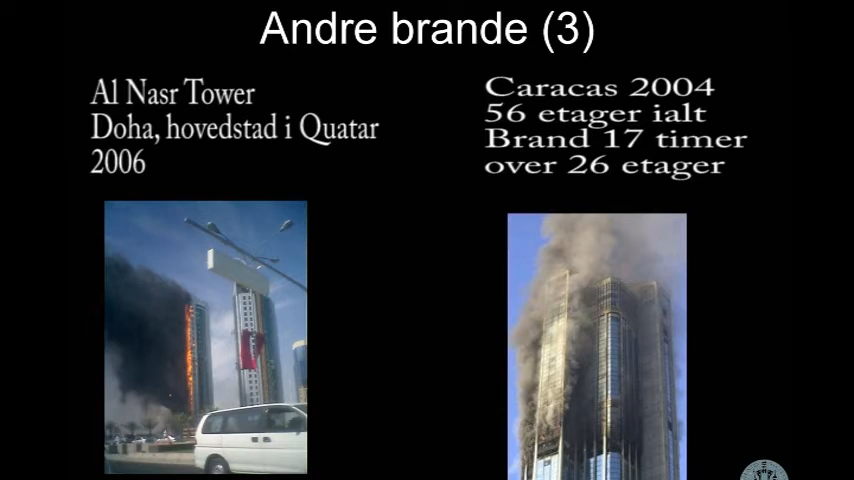 Andre brande (3)
Al Nasr Tower
Doha, hovedstad i Quatar
2006
Caracas 2004
56 etager ialt
Brand 17 timer
over 26 etager